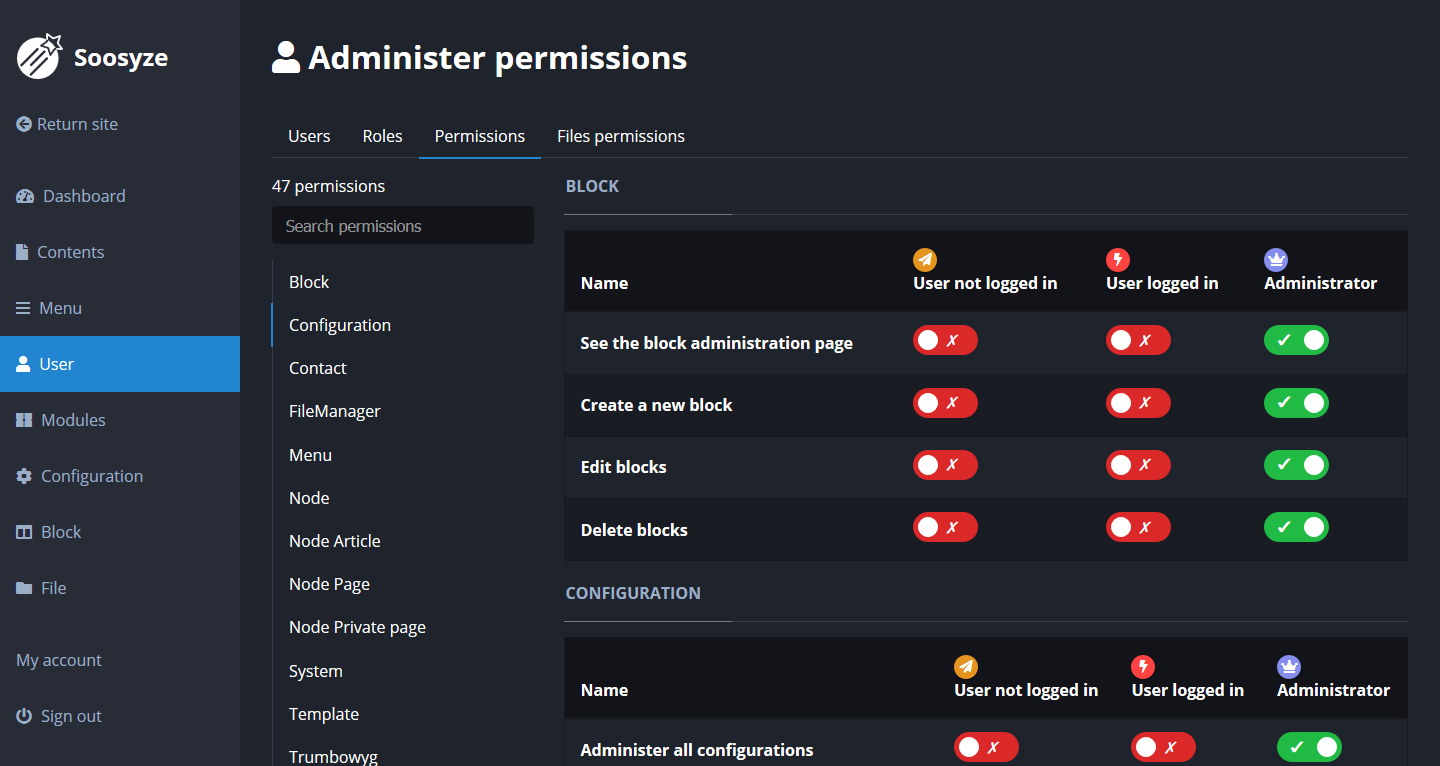 Soosyze
Return site
Dashboard
Contents
Menu
User
Modules
Configuration
Block
File
My account
Sign out
Administer permissions
Users
Roles
Permissions
Files permissions
47 permissions
Search permissions
Block
Configuration
Contact
FileManager
Menu
Node
Node Article
Node Page
Node Private page
System
Template
Trumbowyg
BLOCK
Name
User not logged in
User logged in
Administrator
See the block administration page
Create a new block
Edit blocks
Delete blocks
CONFIGURATION
Name
User not logged in
User logged in
Administrator
Administer all configurations